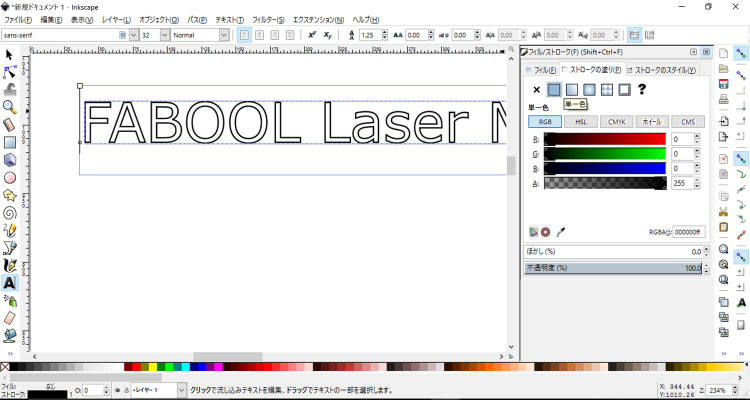 *新規ドキュメント 1 - Inkscape
ファイル(F) 編集(E) 表示(V) レイヤー(L) オブジェクト(O) パス(P) テキスト(T) フィルター(S) エクステンション(N) ヘルプ(H)
sans-serif 32 Normal 1.25 0.00 0.00 0.00 0.00 0.00
フィル/ストローク(F) (Shift+Ctrl+F)
フィル(F) ストロークの塗り(P) ストロークのスタイル(Y)
単一色
単一色
RGB HSL CMYK ホイール CMS
R: 0
G: 0
B: 0
A: 255
RGBA@: 000000ff
ぼかし (%) 0.0
不透明度 (%) 100.0
FABOOL Laser M
フィル: なし
ストローク: 1 O: 0 レイヤー 1 クリックで流し込みテキストを編集、ドラッグでテキストの一部を選択します。
X: 344.44
Y:1010.26
Z: 234%